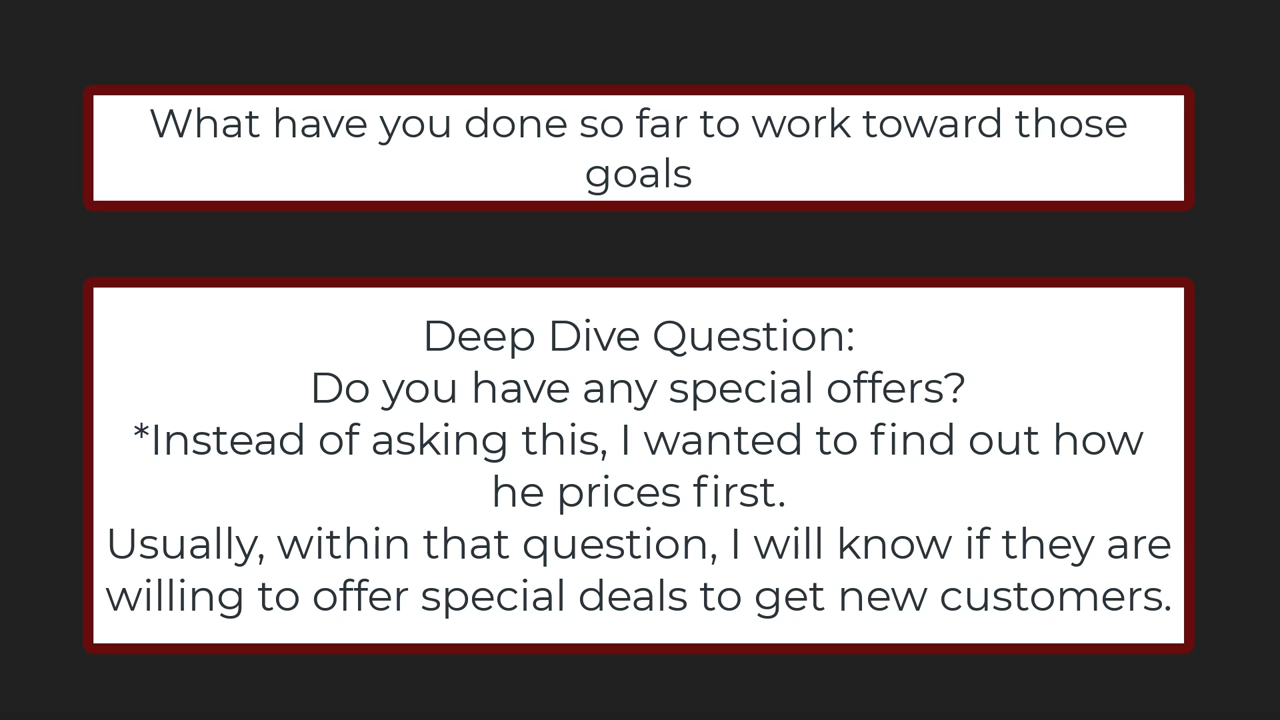 What have you done so far to work toward those
goals
Deep Dive Question:
Do you have any special offers?
*Instead of asking this, I wanted to find out how
he prices first.
Usually, within that question, I will know if they are
willing to offer special deals to get new customers.